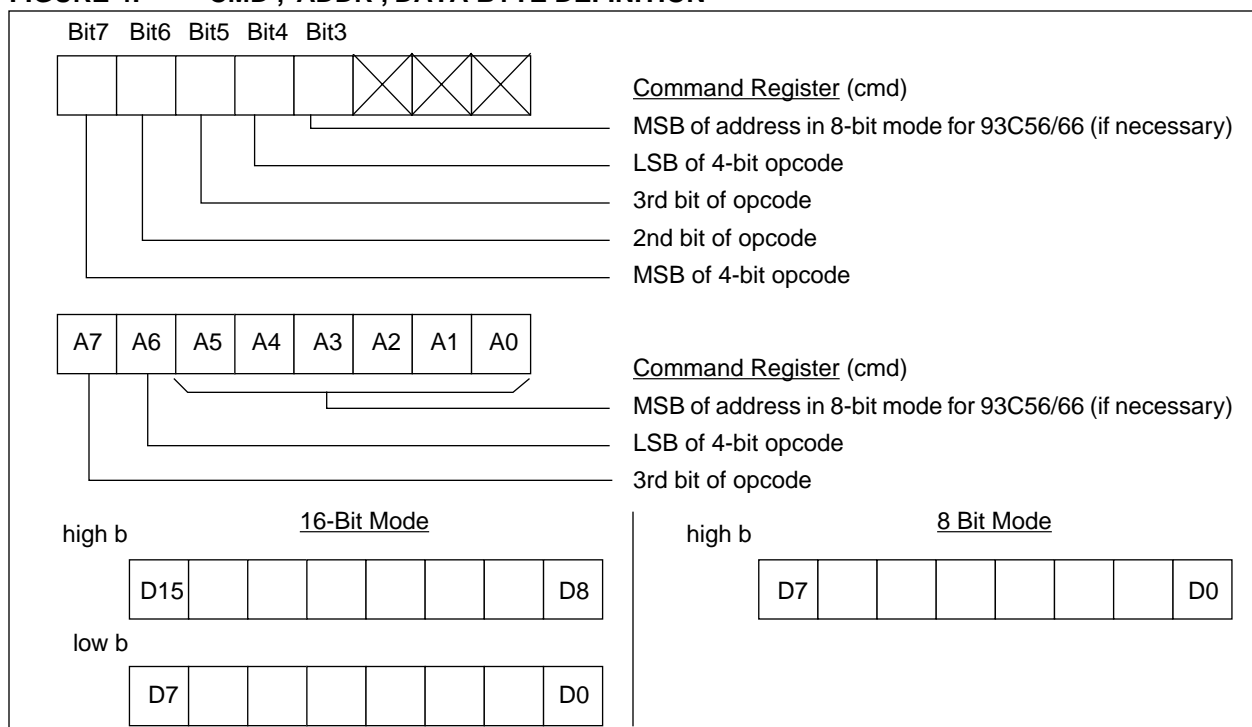 FIGURE 4: CMD , ADDR , DATA BYTE DEFINITION
Bit7 Bit6 Bit5 Bit4 Bit3
Command Register (cmd)
MSB of address in 8-bit mode for 93C56/66 (if necessary)
LSB of 4-bit opcode
3rd bit of opcode
2nd bit of opcode
MSB of 4-bit opcode
A7 A6 A5 A4 A3 A2 A1 A0
Command Register (cmd)
MSB of address in 8-bit mode for 93C56/66 (if necessary)
LSB of 4-bit opcode
3rd bit of opcode
16-Bit Mode
high b
D15 D8
low b
D7 D0
8 Bit Mode
high b
D7 D0